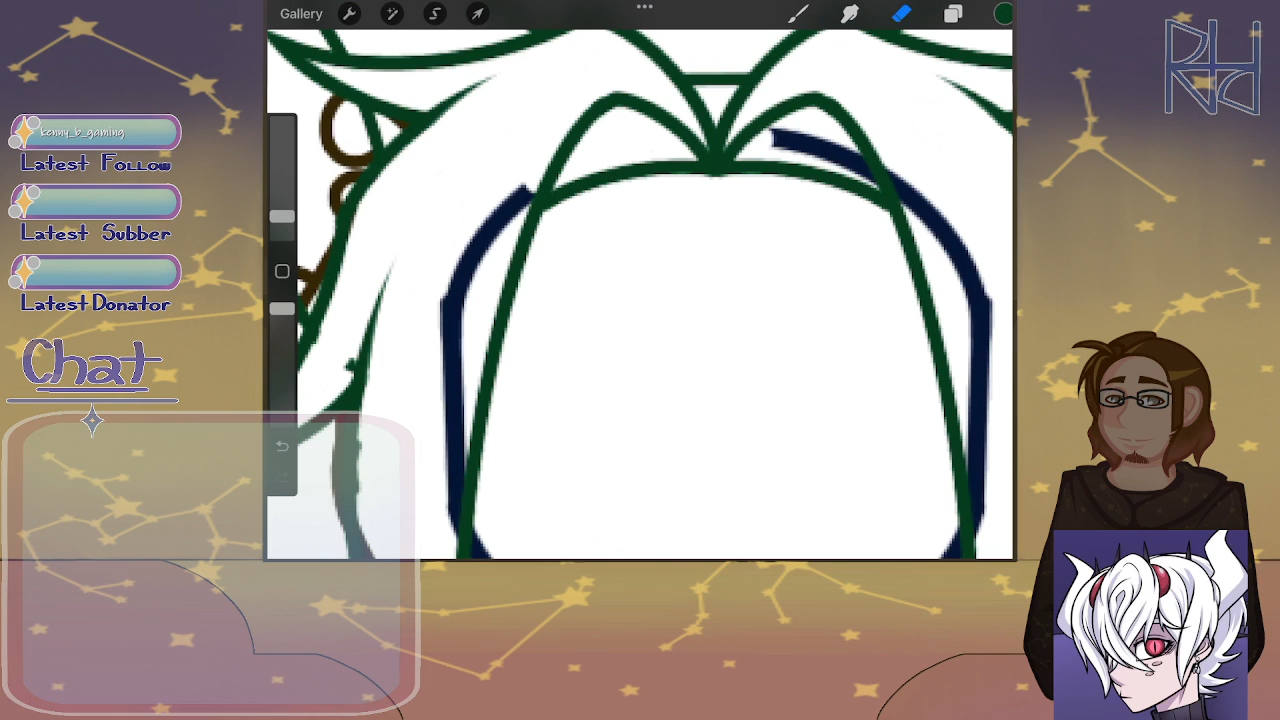 Gallery
kenny_b_gaming
Latest Follow
Latest Subber
Latest Donator
Chat